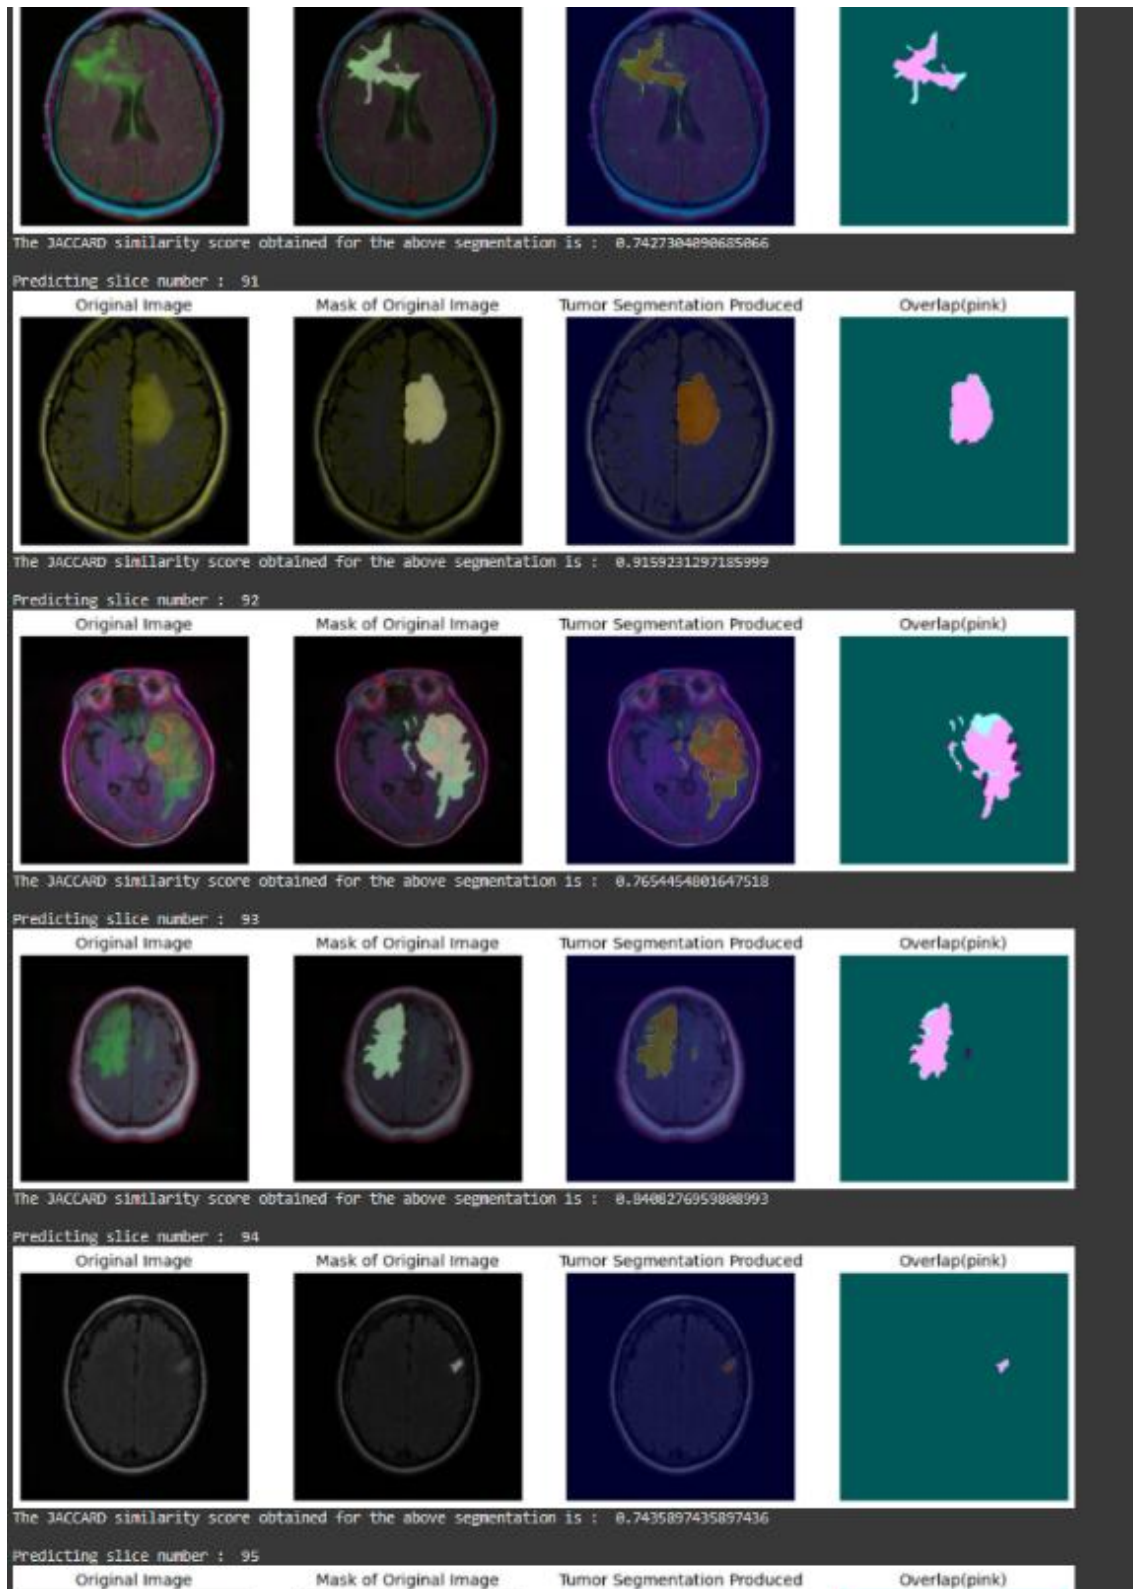 The JACCARD similarity score obtained for the above segmentation is : 0.7427304090685066
Predicting slice number : 91
Original Image Mask of Original Image Tumor Segmentation Produced Overlap(pink)
The JACCARD similarity score obtained for the above segmentation is : 0.9159231297185999
Predicting slice number : 92
Original Image Mask of Original Image Tumor Segmentation Produced Overlap(pink)
The JACCARD similarity score obtained for the above segmentation is : 0.7654454801647518
Predicting slice number : 93
Original Image Mask of Original Image Tumor Segmentation Produced Overlap(pink)
The JACCARD similarity score obtained for the above segmentation is : 0.8408276959808993
Predicting slice number : 94
Original Image Mask of Original Image Tumor Segmentation Produced Overlap(pink)
The JACCARD similarity score obtained for the above segmentation is : 0.7435897435897436
Predicting slice number : 95
Original Image Mask of Original Image Tumor Segmentation Produced Overlap(pink)